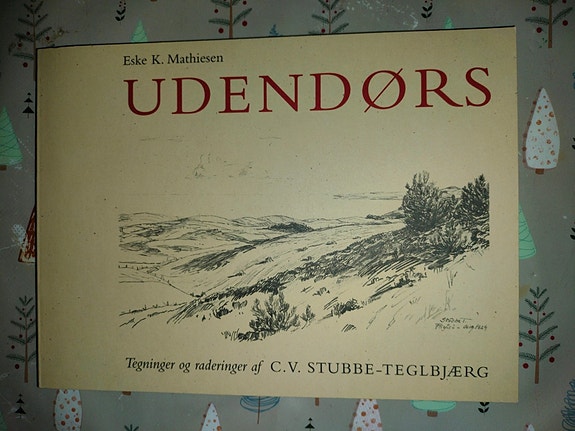 Eske K. Mathiesen
UDENDØRS
Tegninger og raderinger af C.V. STUBBE-TEGLBJÆRG